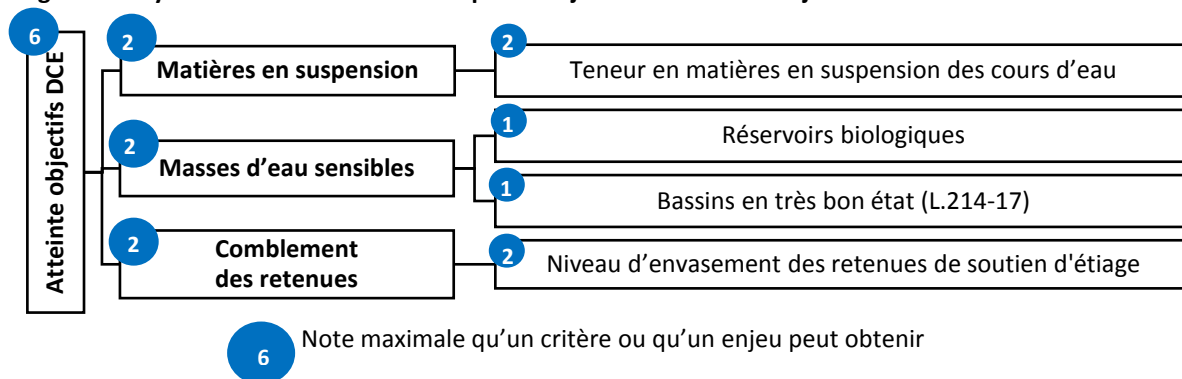 6
Atteinte objectifs DCE
2
Matières en suspension
2
Teneur en matières en suspension des cours d'eau
2
Masses d'eau sensibles
1
Réservoirs biologiques
1
Bassins en très bon état (L.214-17)
2
Comblement
des retenues
2
Niveau d'envasement des retenues de soutien d'étiage
6
Note maximale qu'un critère ou qu'un enjeu peut obtenir